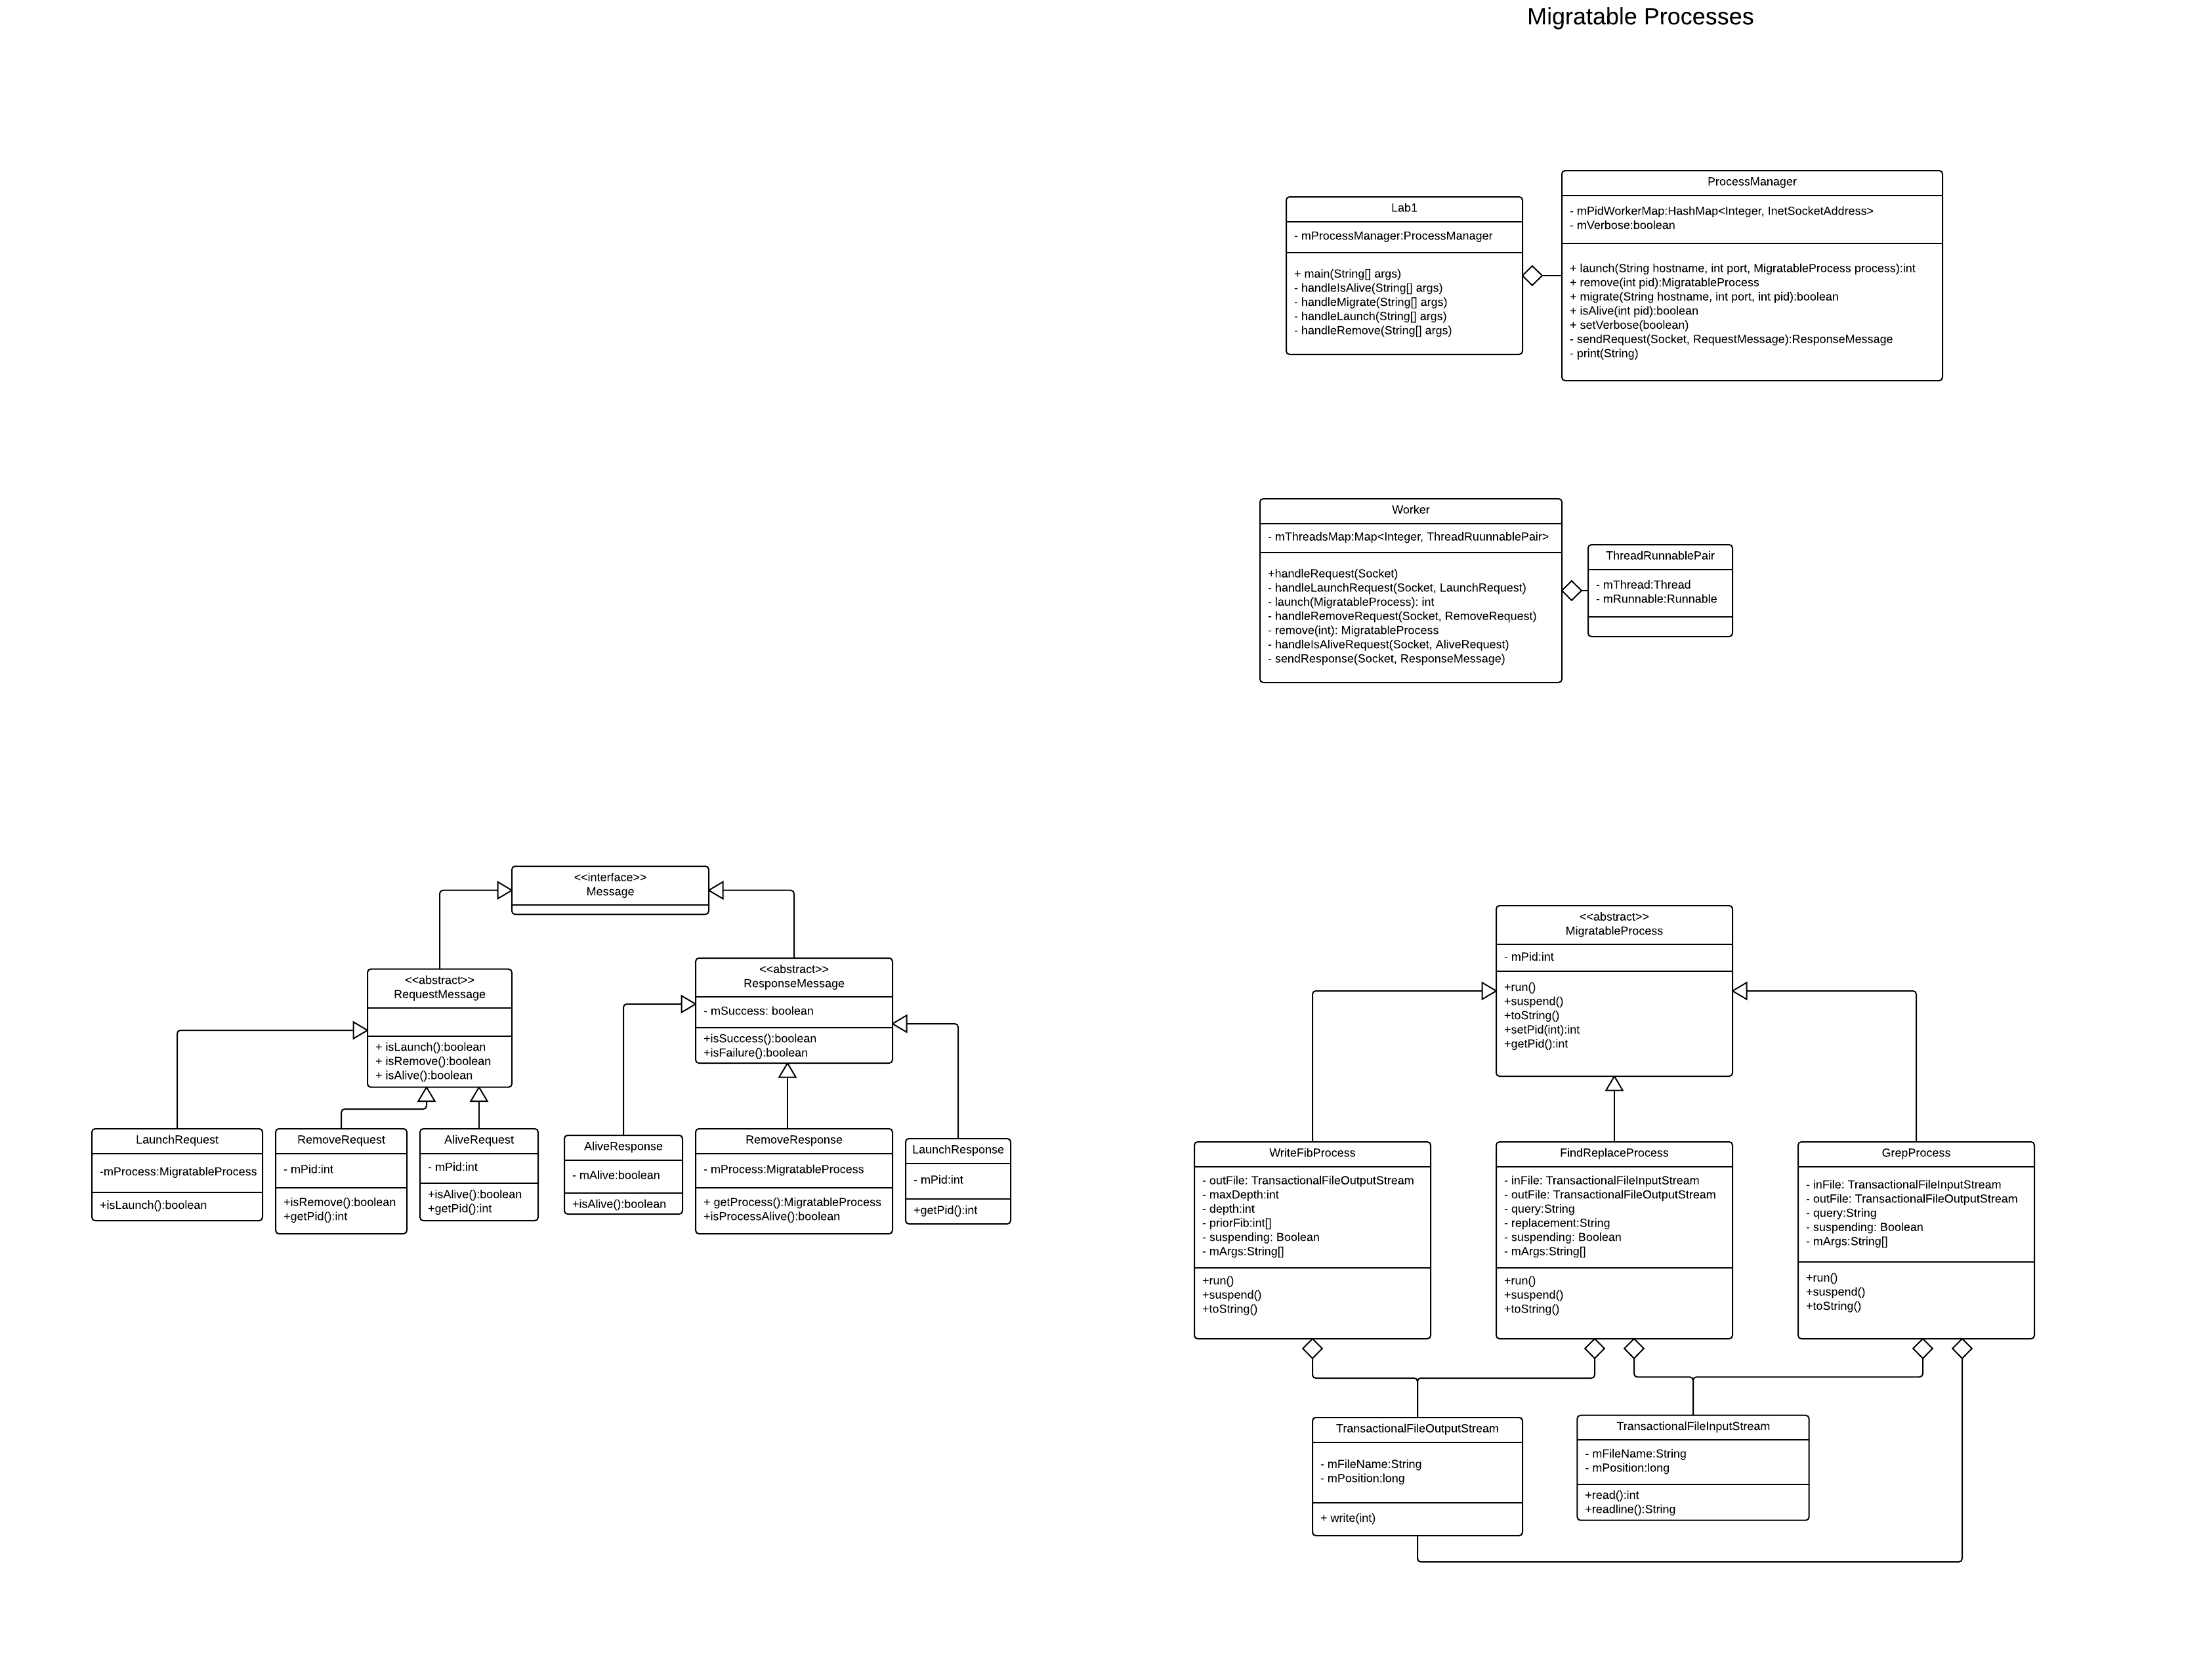 Migratable Processes
Lab1
- mProcessManager:ProcessManager
+ main(String[] args)
- handleIsAlive(String[] args)
- handleMigrate(String[] args)
- handleLaunch(String[] args)
- handleRemove(String[] args)
ProcessManager
- mPidWorkerMap:HashMap<Integer, InetSocketAddress>
- mVerbose:boolean
+ launch(String hostname, int port, MigratableProcess process):int
+ remove(int pid):MigratableProcess
+ migrate(String hostname, int port, int pid):boolean
+ isAlive(int pid):boolean
+ setVerbose(boolean)
- sendRequest(Socket, RequestMessage):ResponseMessage
- print(String)
Worker
- mThreadsMap:Map<Integer, ThreadRuunnablePair>
+handleRequest(Socket)
- handleLaunchRequest(Socket, LaunchRequest)
- launch(MigratableProcess): int
- handleRemoveRequest(Socket, RemoveRequest)
- remove(int): MigratableProcess
- handleIsAliveRequest(Socket, AliveRequest)
- sendResponse(Socket, ResponseMessage)
ThreadRunnablePair
- mThread:Thread
- mRunnable:Runnable
<<interface>>
Message
<<abstract>>
RequestMessage
+ isLaunch():boolean
+ isRemove():boolean
+ isAlive():boolean
<<abstract>>
ResponseMessage
- mSuccess: boolean
+isSuccess():boolean
+isFailure():boolean
LaunchRequest
-mProcess:MigratableProcess
+isLaunch():boolean
RemoveRequest
- mPid:int
+isRemove():boolean
+getPid():int
AliveRequest
- mPid:int
+isAlive():boolean
+getPid():int
AliveResponse
- mAlive:boolean
+isAlive():boolean
RemoveResponse
- mProcess:MigratableProcess
+ getProcess():MigratableProcess
+isProcessAlive():boolean
LaunchResponse
- mPid:int
+getPid():int
<<abstract>>
MigratableProcess
- mPid:int
+run()
+suspend()
+toString()
+setPid(int):int
+getPid():int
WriteFibProcess
- outFile: TransactionalFileOutputStream
- maxDepth:int
- depth:int
- priorFib:int[]
- suspending: Boolean
- mArgs:String[]
+run()
+suspend()
+toString()
FindReplaceProcess
- inFile: TransactionalFileInputStream
- outFile: TransactionalFileOutputStream
- query:String
- replacement:String
- suspending: Boolean
- mArgs:String[]
+run()
+suspend()
+toString()
GrepProcess
- inFile: TransactionalFileInputStream
- outFile: TransactionalFileOutputStream
- query:String
- suspending: Boolean
- mArgs:String[]
+run()
+suspend()
+toString()
TransactionalFileOutputStream
- mFileName:String
- mPosition:long
+ write(int)
TransactionalFileInputStream
- mFileName:String
- mPosition:long
+read():int
+readline():String